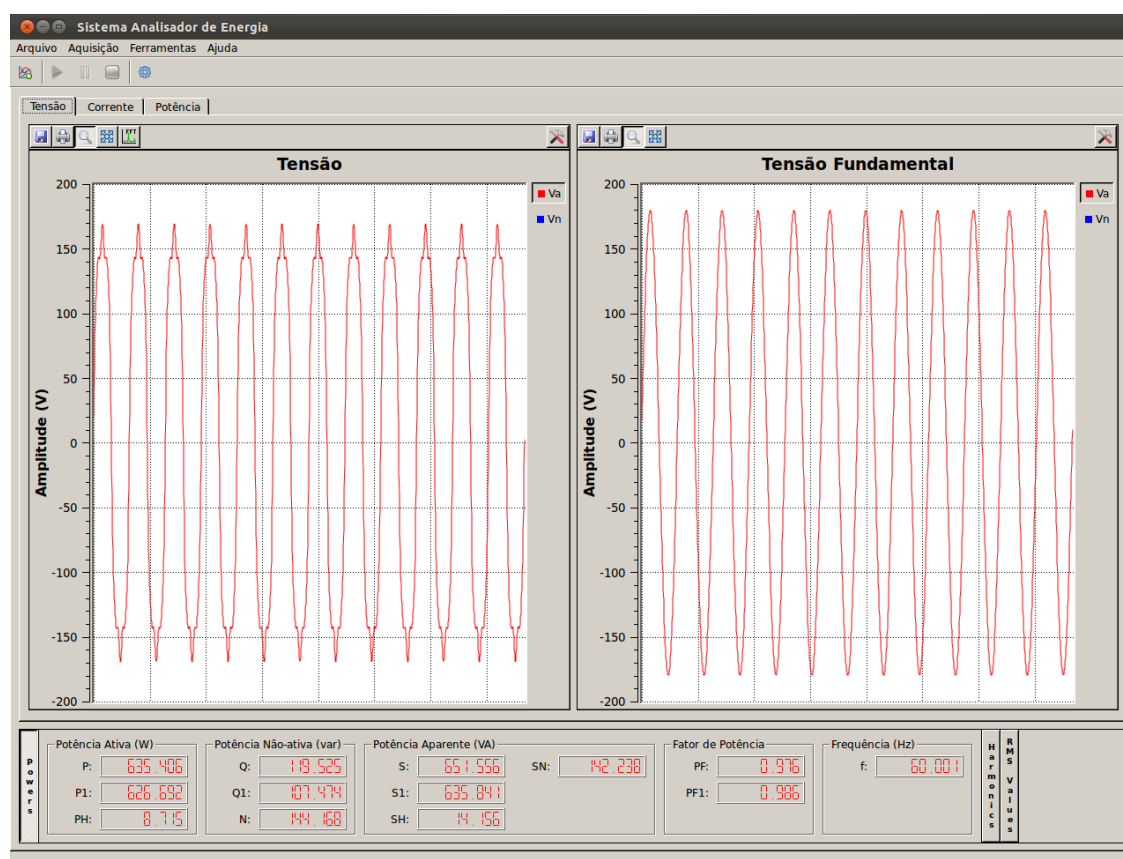 Sistema Analisador de Energia
Arquivo Aquisição Ferramentas Ajuda
Tensão Corrente Potência
FFT
Tensão
200
150
100
50
0
-50
-100
-150
-200
Amplitude (V)
Va
Vn
Tensão Fundamental
200
150
100
50
0
-50
-100
-150
-200
Amplitude (V)
Va
Vn
Powers
Potência Ativa (W)
P: 635.406
P1: 626.692
PH: 8.715
Potência Não-ativa (var)
Q: 119.525
Q1: 107.474
N: 144.168
Potência Aparente (VA)
S: 651.556 SN: 142.238
S1: 635.841
SH: 14.156
Fator de Potência
PF: 0.976
PF1: 0.986
Frequência (Hz)
f: 60.001
Harmonics
RMS Values